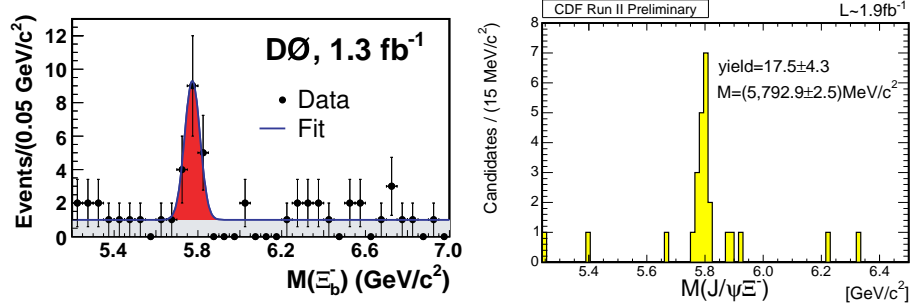 DØ, 1.3 fb⁻¹
Data
Fit
Events/(0.05 GeV/c²)
12
10
8
6
4
2
0
5.4 5.8 6.2 6.6 7.0
M(Ξb⁻) (GeV/c²)
CDF Run II Preliminary L~1.9fb⁻¹
yield=17.5±4.3
M=(5,792.9±2.5)MeV/c²
Candidates / (15 MeV/c²)
8
7
6
5
4
3
2
1
0
5.4 5.6 5.8 6.0 6.2 6.4
M(J/ψΞ⁻) [GeV/c²]